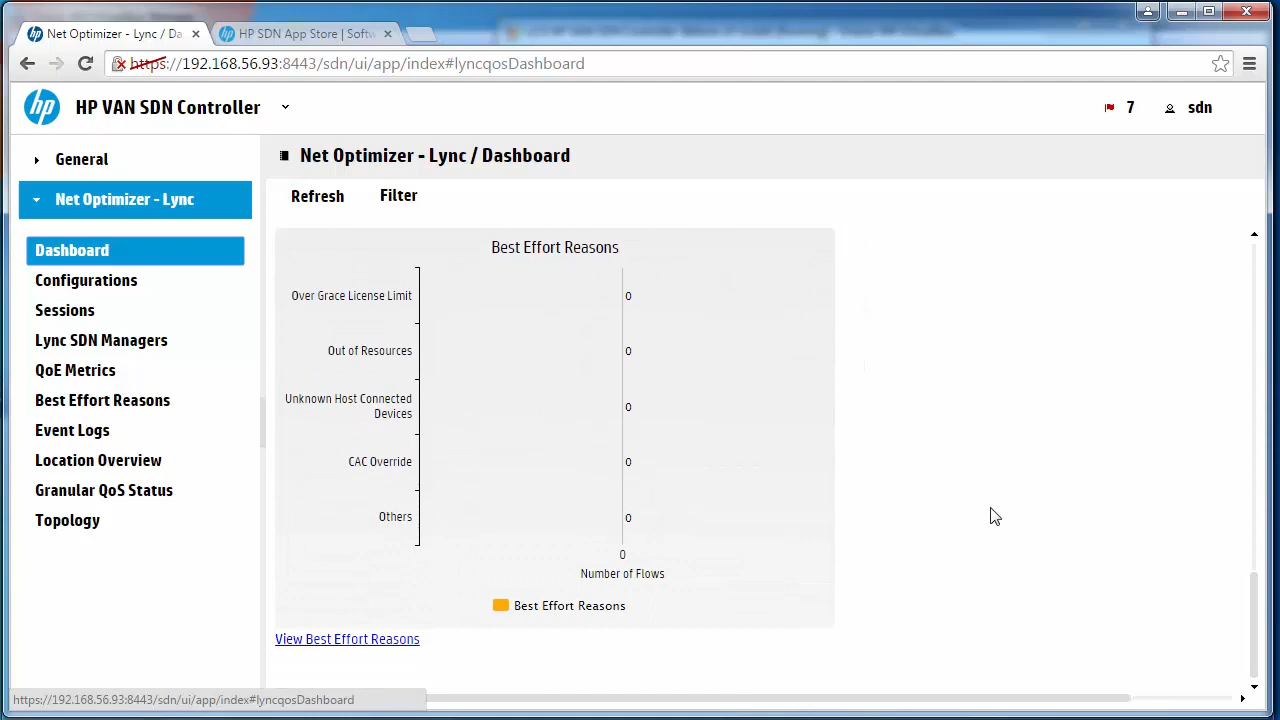 Net Optimizer - Lync / Da
HP SDN App Store | Softw
https://192.168.56.93:8443/sdn/ui/app/index#lyncqosDashboard
hp
HP VAN SDN Controller
7
sdn
General
Net Optimizer - Lync
Dashboard
Configurations
Sessions
Lync SDN Managers
QoE Metrics
Best Effort Reasons
Event Logs
Location Overview
Granular QoS Status
Topology
Net Optimizer - Lync / Dashboard
Refresh
Filter
Best Effort Reasons
Over Grace License Limit
0
Out of Resources
0
Unknown Host Connected
Devices
0
CAC Override
0
Others
0
0
Number of Flows
Best Effort Reasons
View Best Effort Reasons
https://192.168.56.93:8443/sdn/ui/app/index#lyncqosDashboard